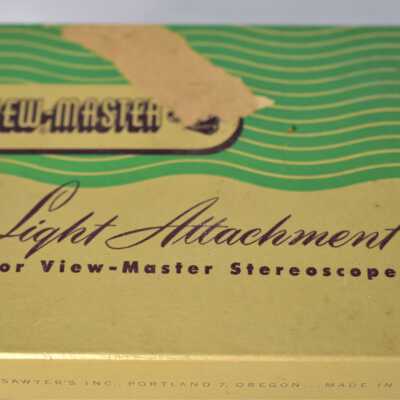 EW-MASTER
Light Attachment
or View-Master Stereoscope
SAWYER'S INC., PORTLAND 7, OREGON... MADE IN